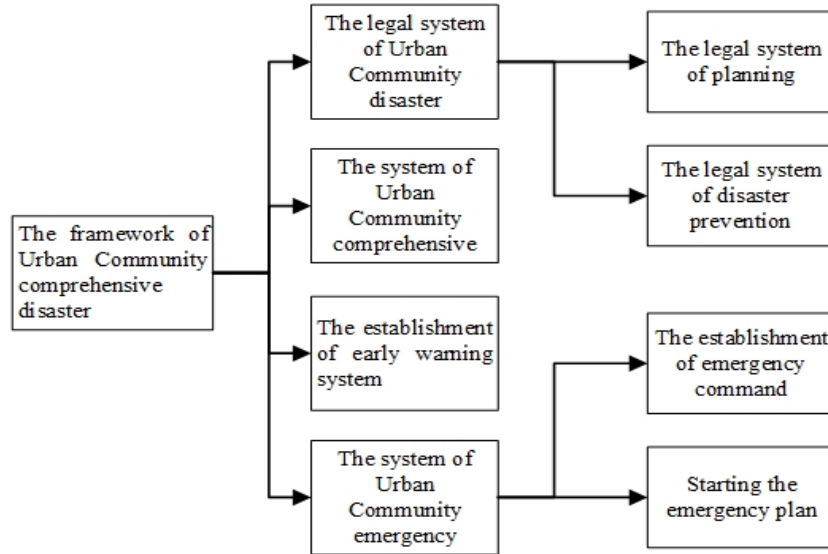 The framework of
Urban Community
comprehensive
disaster
The legal system
of Urban
Community
disaster
The system of
Urban
Community
comprehensive
The establishment
of early warning
system
The system of
Urban
Community
emergency
The legal system
of planning
The legal system
of disaster
prevention
The establishment
of emergency
command
Starting the
emergency plan